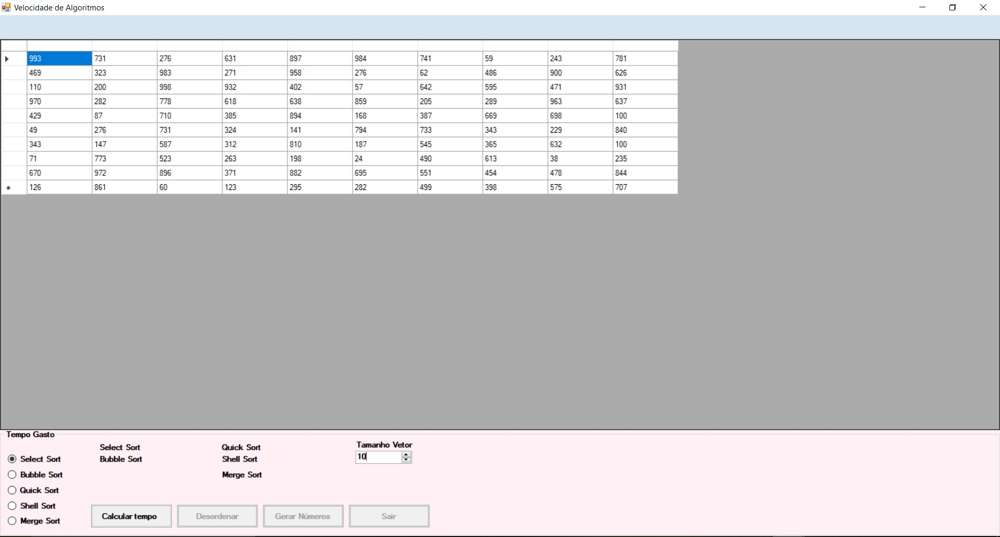 Velocidade de Algoritmos
993 731 276 631 897 984 741 59 243 781
469 323 983 271 958 276 62 486 900 626
110 200 998 932 402 57 642 595 471 931
970 282 778 618 638 859 205 289 963 637
429 87 710 385 894 168 387 669 698 100
49 276 731 324 141 794 733 343 229 840
343 147 587 312 810 187 545 365 632 100
71 773 523 263 198 24 490 613 38 235
670 972 896 371 882 695 551 454 478 844
126 861 60 123 295 282 499 398 575 707
Tempo Gasto
Select Sort Quick Sort Tamanho Vetor
Select Sort Bubble Sort Shell Sort 10
Bubble Sort Merge Sort
Quick Sort
Shell Sort
Calcular tempo Desordenar Gerar Números Sair
Merge Sort